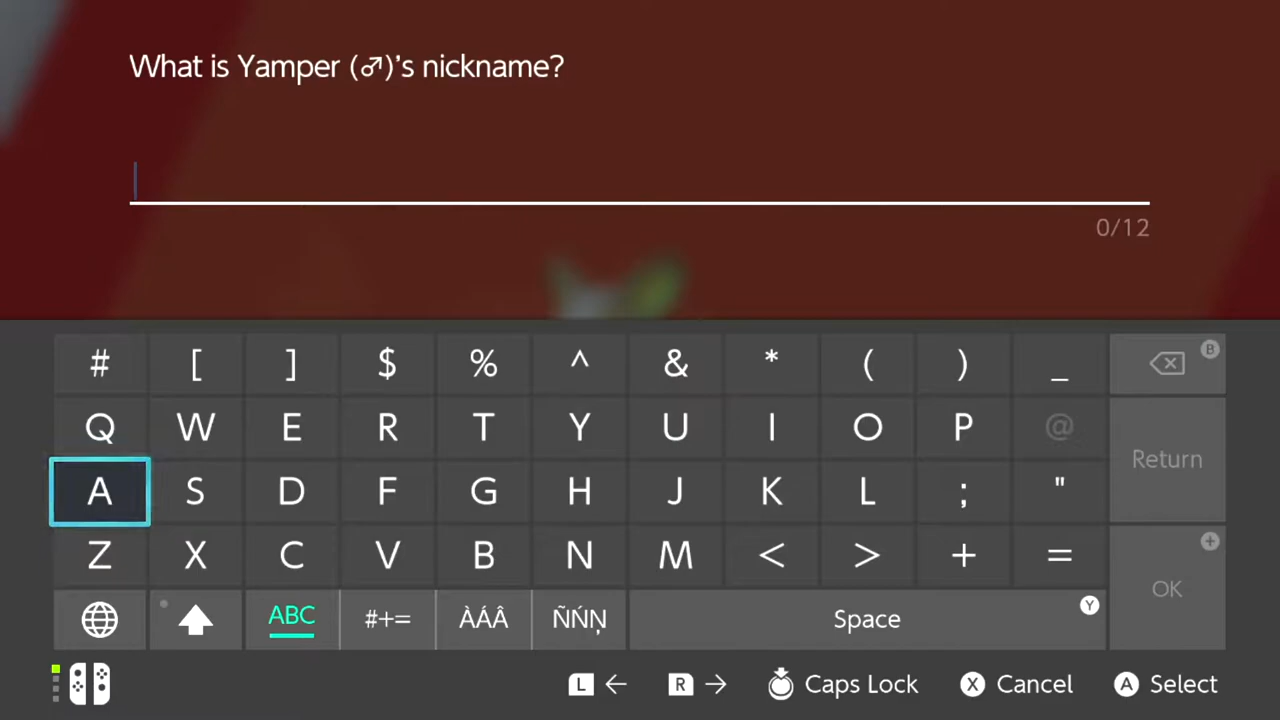 What is Yamper (♂)'s nickname?
0/12
# [ ] $ % ^ & * ( ) _ B
Q W E R T Y U I O P @
Return
A S D F G H J K L ; "
Z X C V B N M < > + =
+ OK
ABC #+= ÀÁÂ ÑŃŅ Space Y
L ← R → Caps Lock X Cancel A Select